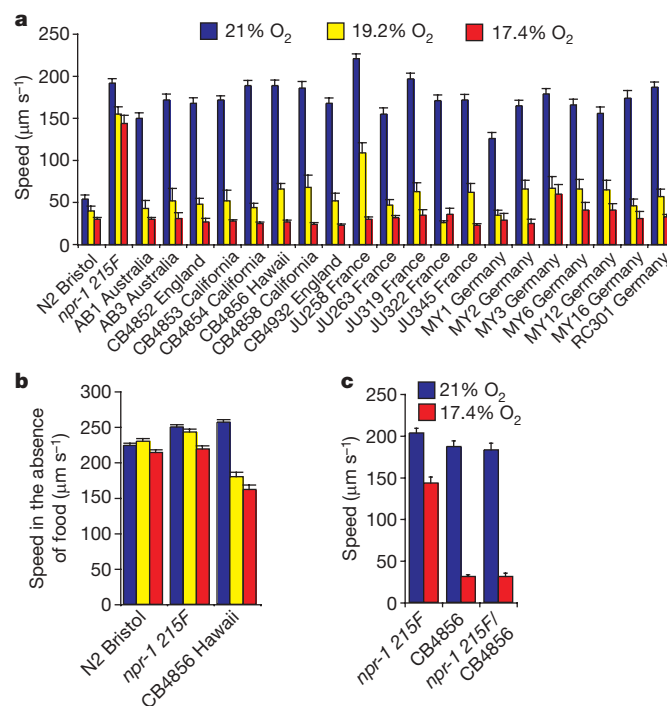 a
21% O2
19.2% O2
17.4% O2
Speed (μm s–1)
250
200
150
100
50
0
N2 Bristol
npr-1 215F
AB1 Australia
AB3 Australia
CB4852 England
CB4853 California
CB4854 California
CB4856 Hawaii
CB4858 California
CB4932 England
JU258 France
JU263 France
JU319 France
JU322 France
JU345 France
MY1 Germany
MY2 Germany
MY3 Germany
MY6 Germany
MY12 Germany
MY16 Germany
RC301 Germany
b
Speed in the absence
of food (μm s–1)
300
250
200
150
100
50
0
N2 Bristol
npr-1 215F
CB4856 Hawaii
c
21% O2
17.4% O2
Speed (μm s–1)
250
200
150
100
50
0
npr-1 215F
CB4856
npr-1 215F/
CB4856